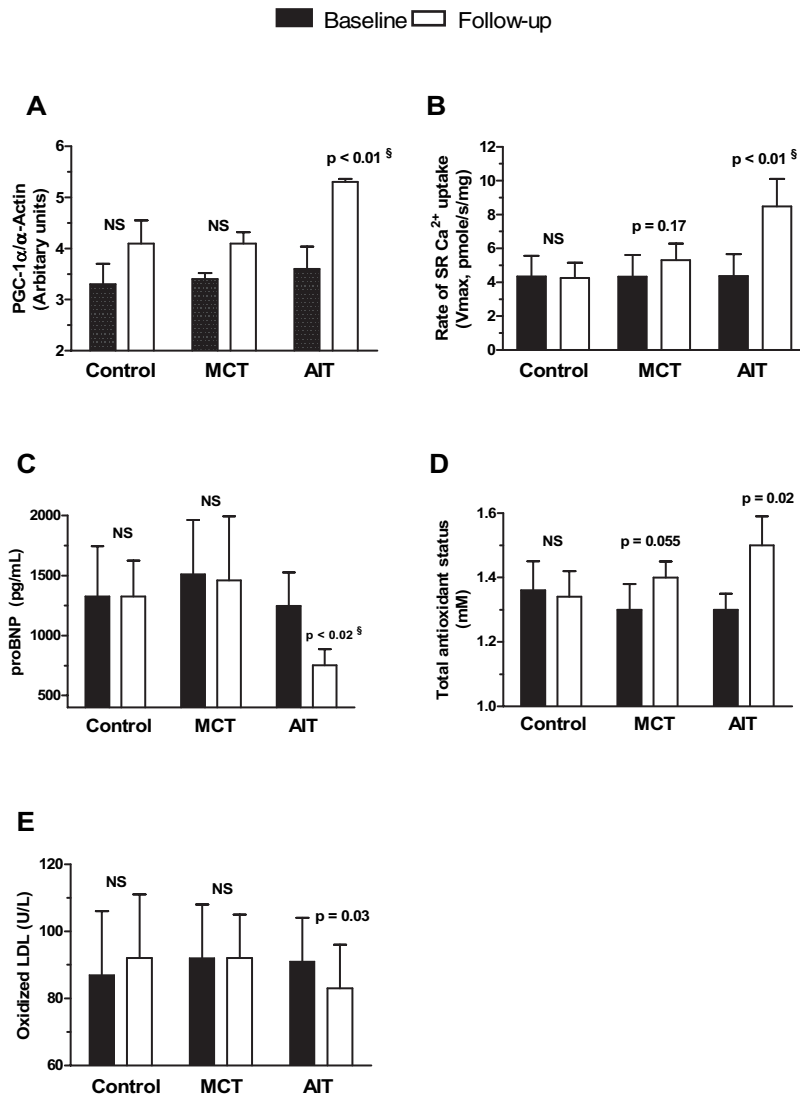 Baseline Follow-up
A
PGC-1α/α-Actin
(Arbitary units)
6
5
4
3
2
NS
NS
p < 0.01 §
Control MCT AIT
B
Rate of SR Ca²⁺ uptake
(Vmax, pmole/s/mg)
12
10
8
6
4
2
0
NS
p = 0.17
p < 0.01 §
Control MCT AIT
C
proBNP (pg/mL)
2000
1500
1000
500
NS
NS
p < 0.02 §
Control MCT AIT
D
Total antioxidant status
(mM)
1.6
1.4
1.2
1.0
NS
p = 0.055
p = 0.02
Control MCT AIT
E
Oxidized LDL (U/L)
120
100
80
60
NS
NS
p = 0.03
Control MCT AIT